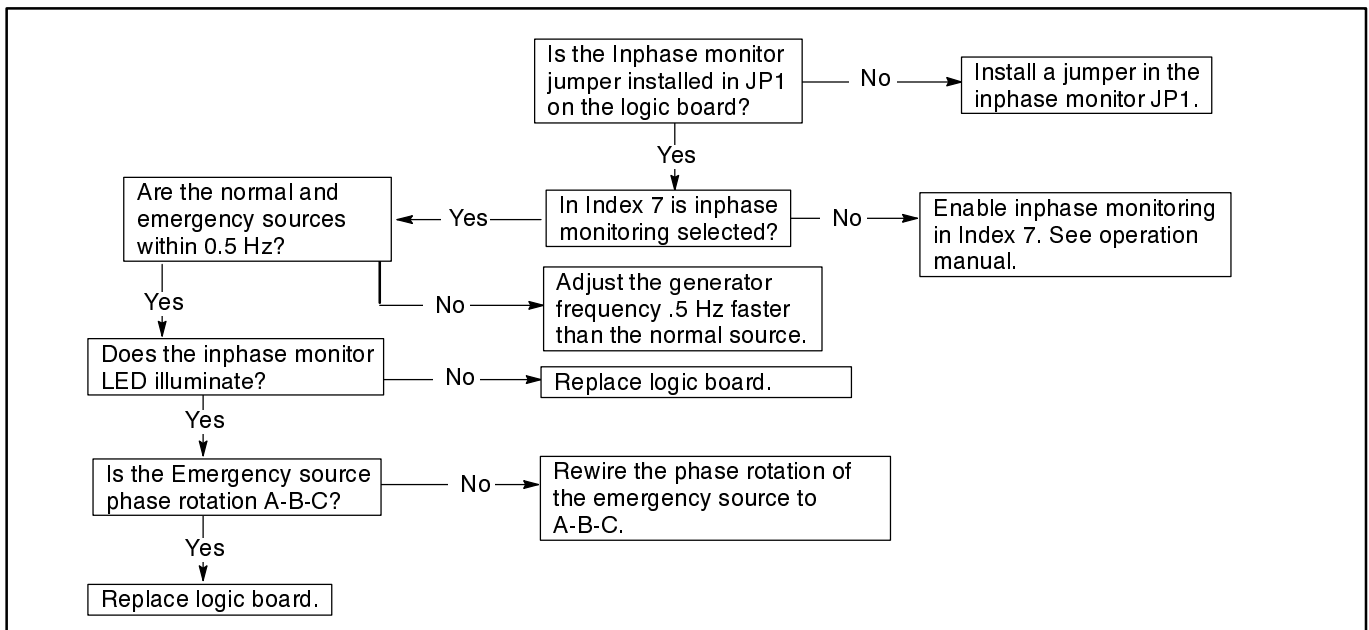 Is the Inphase monitor
jumper installed in JP1
on the logic board?
No
Install a jumper in the
inphase monitor JP1.
Yes
In Index 7 is inphase
monitoring selected?
No
Enable inphase monitoring
in Index 7. See operation
manual.
Yes
Are the normal and
emergency sources
within 0.5 Hz?
No
Adjust the generator
frequency .5 Hz faster
than the normal source.
Yes
Does the inphase monitor
LED illuminate?
No
Replace logic board.
Yes
Is the Emergency source
phase rotation A-B-C?
No
Rewire the phase rotation of
the emergency source to
A-B-C.
Yes
Replace logic board.